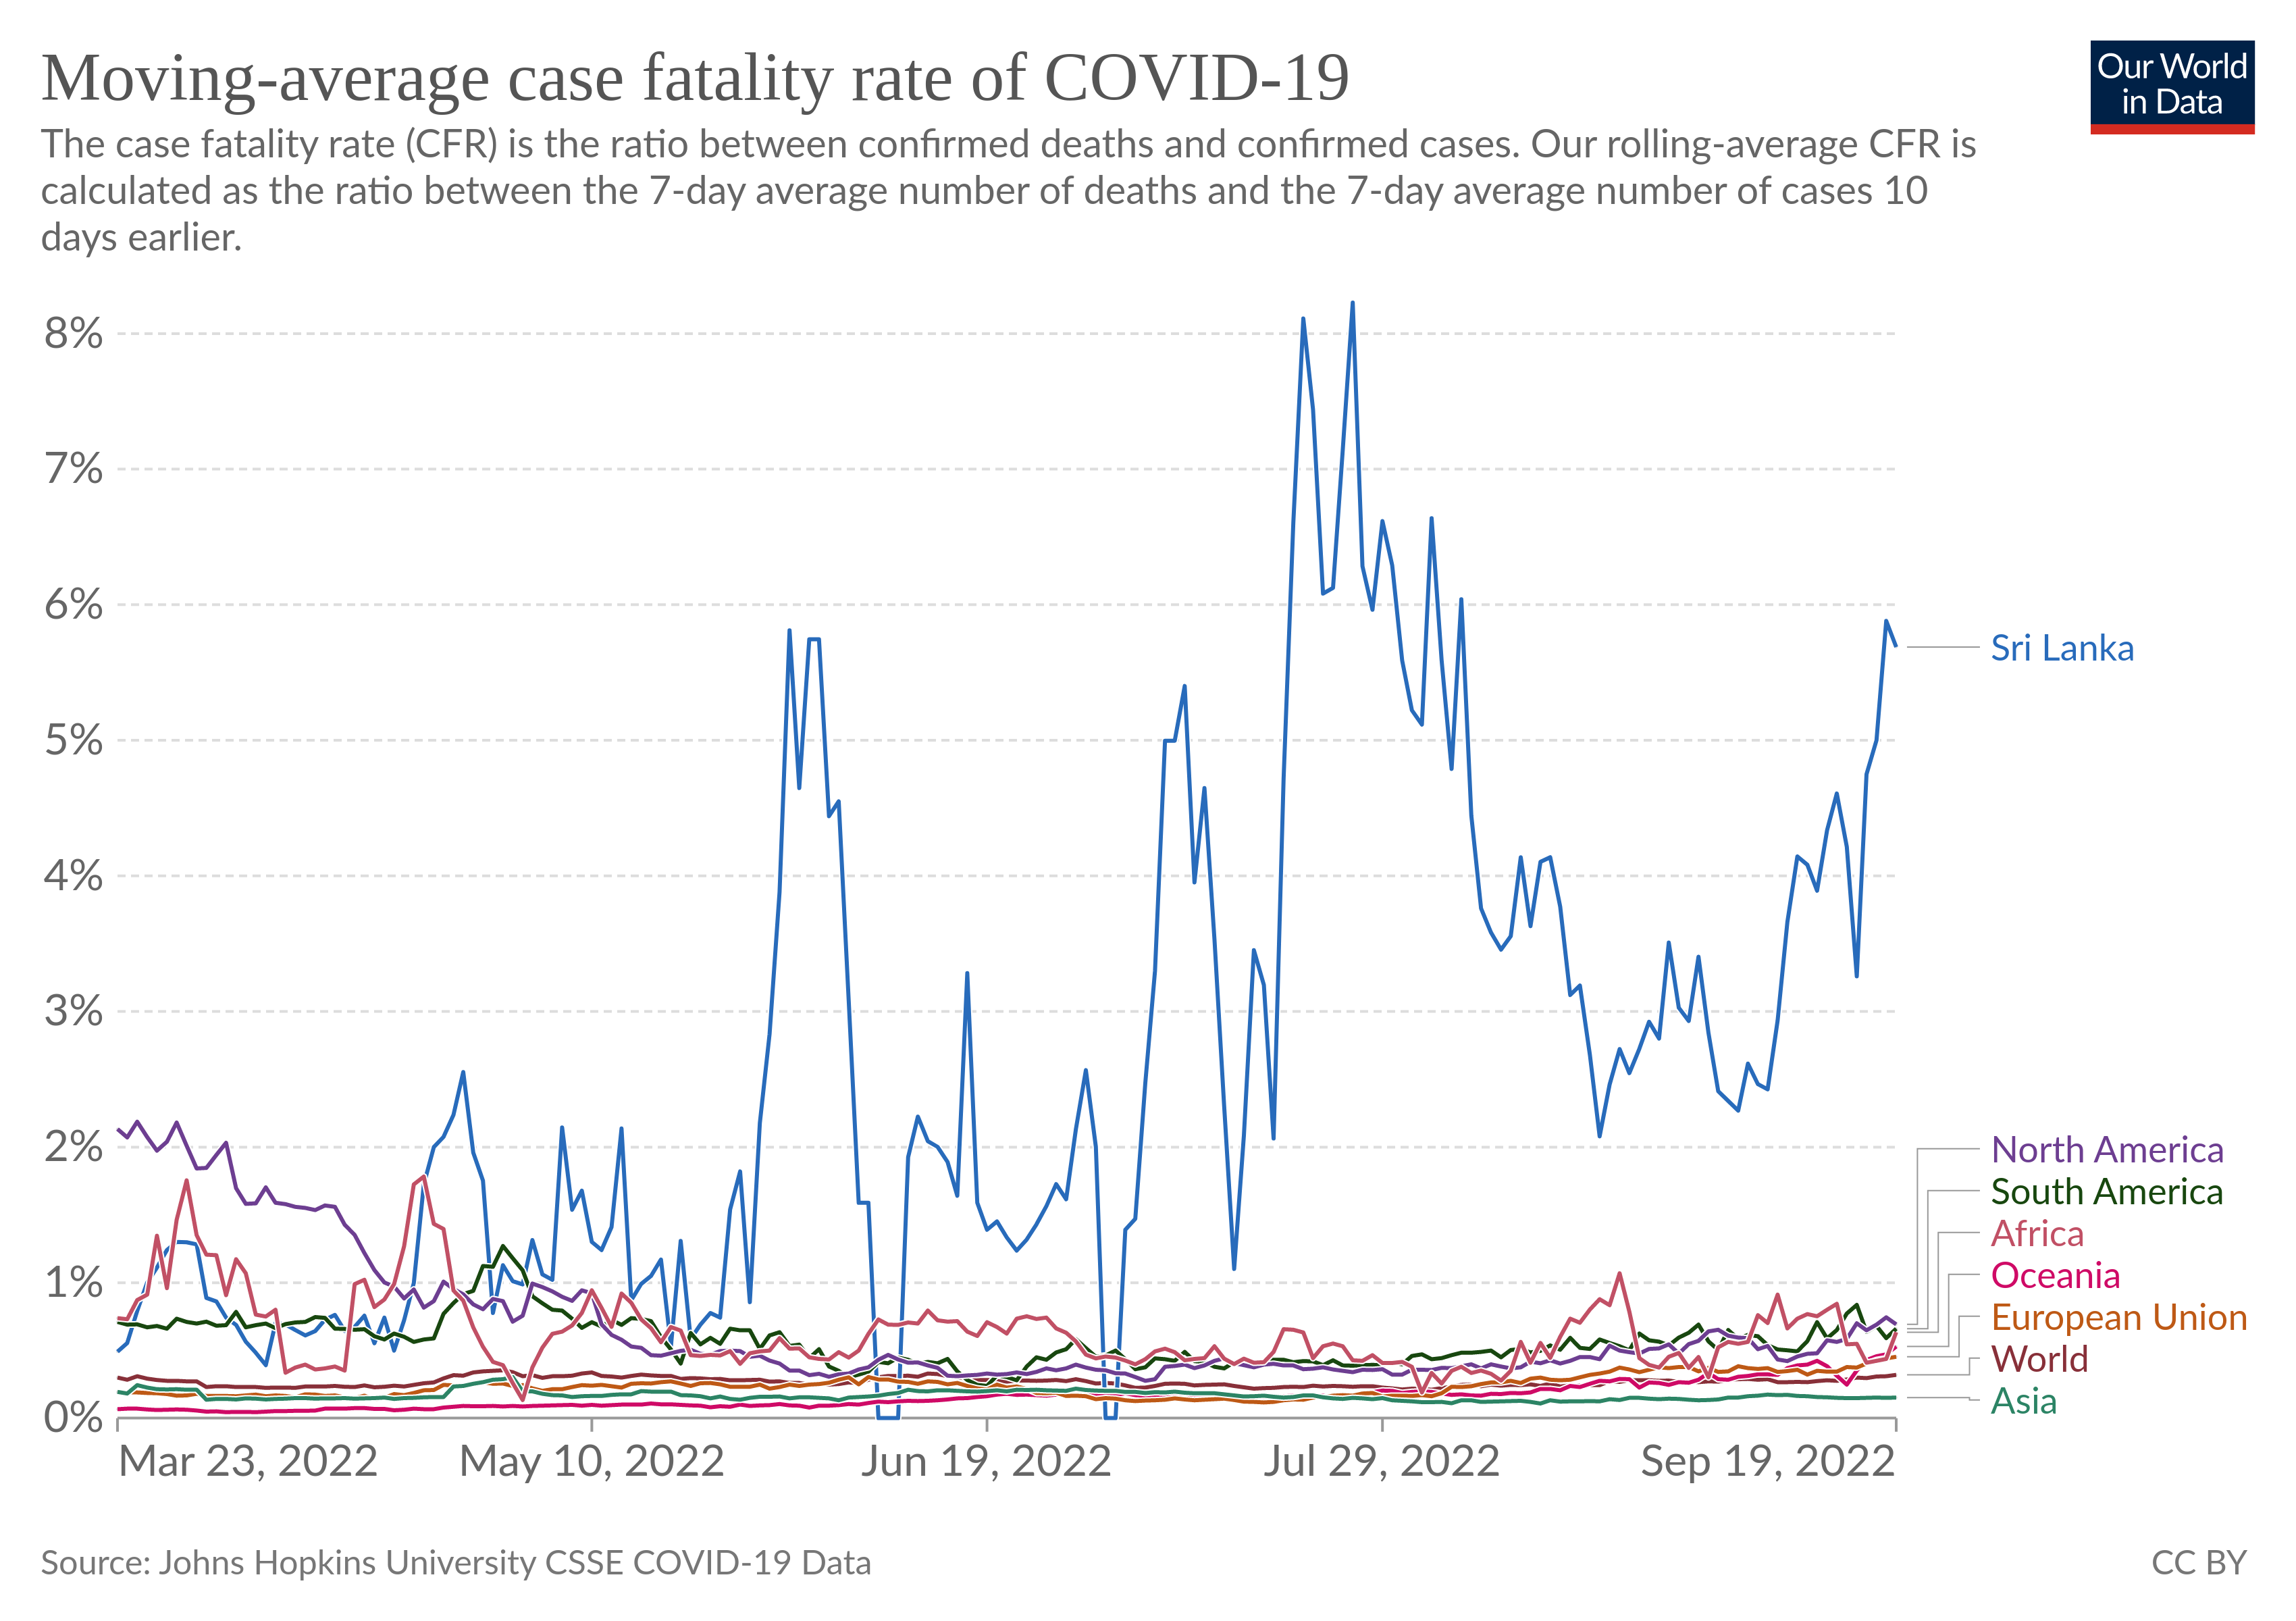 Moving-average case fatality rate of COVID-19
Our World
in Data
The case fatality rate (CFR) is the ratio between confirmed deaths and confirmed cases. Our rolling-average CFR is
calculated as the ratio between the 7-day average number of deaths and the 7-day average number of cases 10
days earlier.
8%
7%
6%
5%
4%
3%
2%
1%
0%
Sri Lanka
North America
South America
Africa
Oceania
European Union
World
Asia
Mar 23, 2022
May 10, 2022
Jun 19, 2022
Jul 29, 2022
Sep 19, 2022
Source: Johns Hopkins University CSSE COVID-19 Data
CC BY